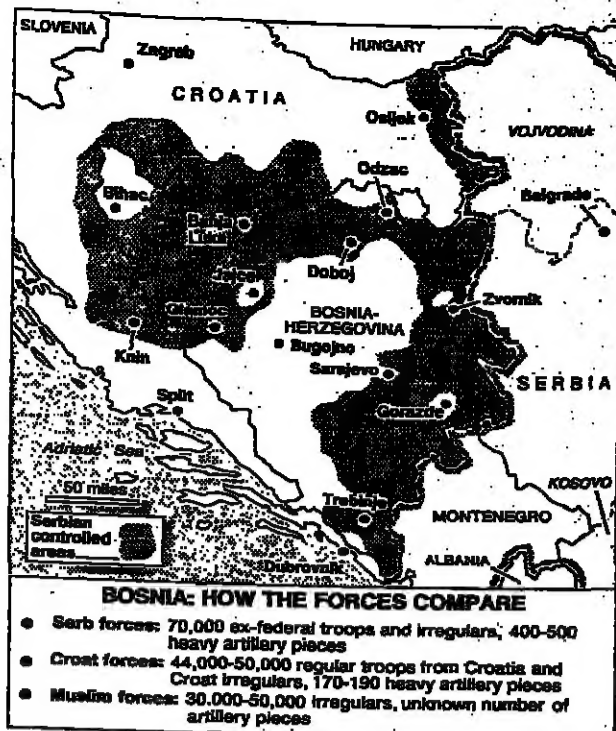 SLOVENIA
HUNGARY
Zagreb
CROATIA
Osijek
VOJVODINA
Odzac
Belgrade
Bihac
Banja
Luka
Doboj
Jajce
Zvornik
BOSNIA-
HERZEGOVINA
Glamoc
Bugojno
Knin
Sarajevo
SERBIA
Split
Gorazde
Adriatic Sea
KOSOVO
50 miles
MONTENEGRO
Serbian
controlled
areas
ALBANIA
Dubrovnik
BOSNIA: HOW THE FORCES COMPARE
● Serb forces: 70,000 ex-federal troops and irregulars, 400-500
heavy artillery pieces
● Croat forces: 44,000-50,000 regular troops from Croatia and
Croat irregulars, 170-190 heavy artillery pieces
● Muslim forces: 30.000-50,000 irregulars, unknown number of
artillery pieces